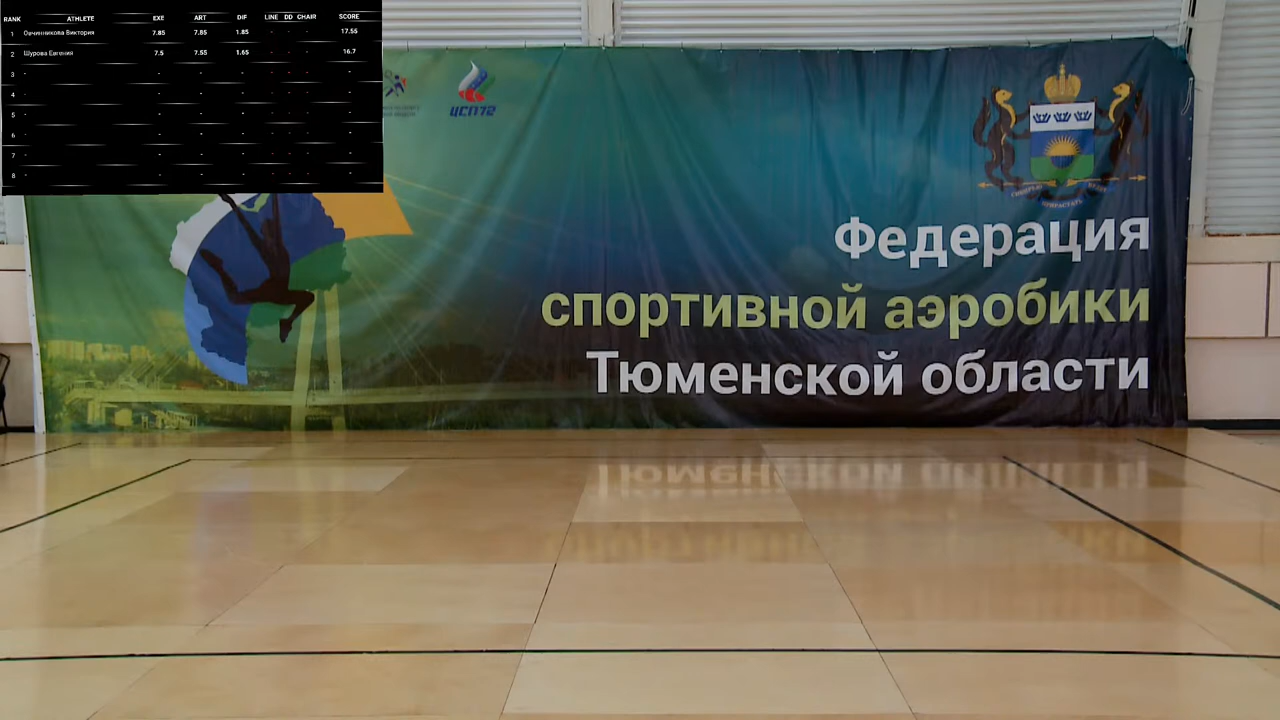 RANK ATHLETE EXE ART DIF LINE DD CHAIR SCORE
1 Овчинникова Виктория 7.85 7.85 1.85 - - - 17.55
2 Шурова Евгения 7.5 7.55 1.65 - - - 16.7
3 - - - - - - - -
4 - - - - - - - -
5 - - - - - - - -
6 - - - - - - - -
7 - - - - - - - -
8 - - - - - - - -
ЦСП72
Федерация
спортивной аэробики
Тюменской области